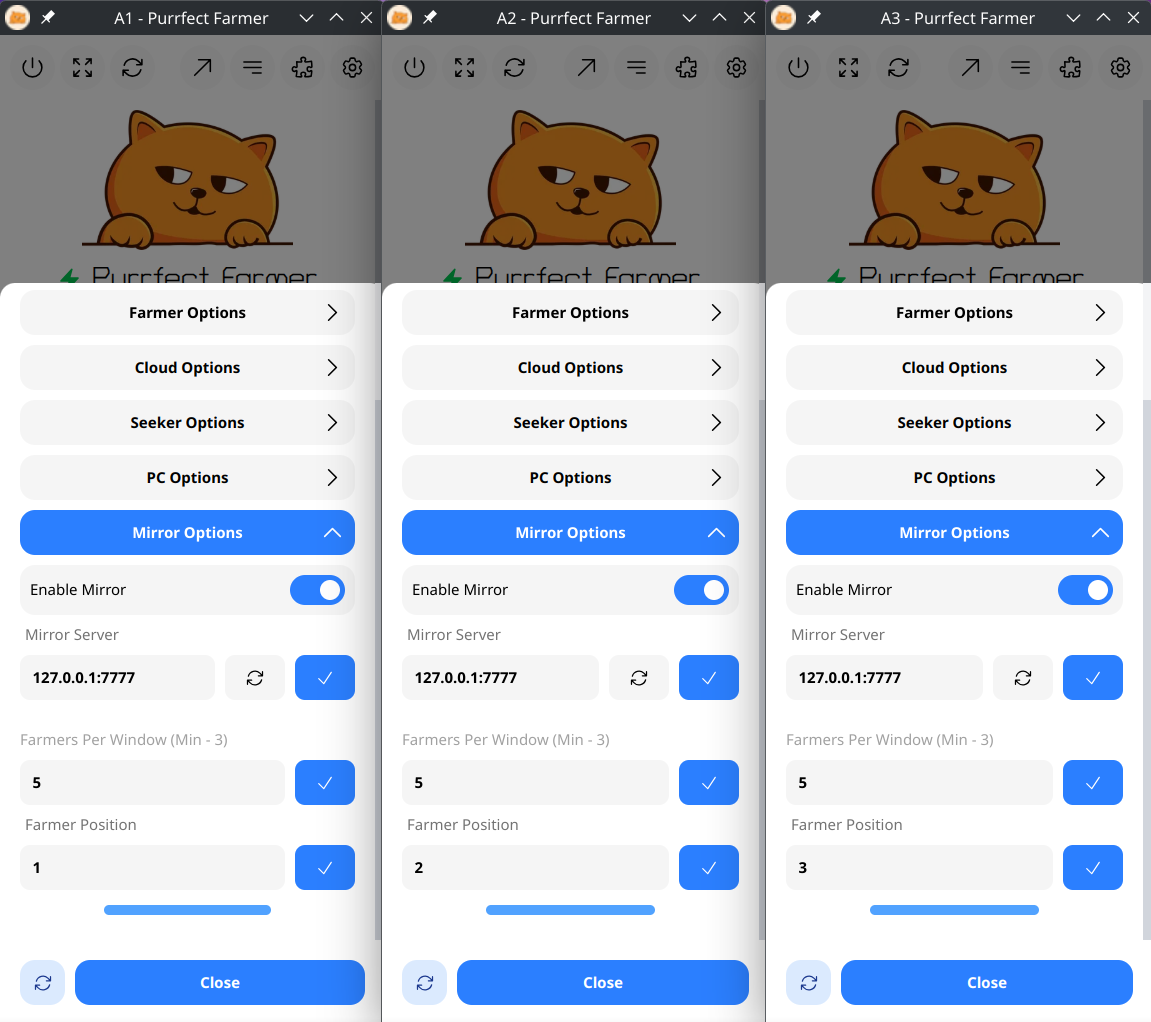 A1 - Purrfect Farmer
Purrfect Farmer
Farmer Options
Cloud Options
Seeker Options
PC Options
Mirror Options
Enable Mirror
Mirror Server
127.0.0.1:7777
Farmers Per Window (Min - 3)
5
Farmer Position
1
Close
A2 - Purrfect Farmer
Purrfect Farmer
Farmer Options
Cloud Options
Seeker Options
PC Options
Mirror Options
Enable Mirror
Mirror Server
127.0.0.1:7777
Farmers Per Window (Min - 3)
5
Farmer Position
2
Close
A3 - Purrfect Farmer
Purrfect Farmer
Farmer Options
Cloud Options
Seeker Options
PC Options
Mirror Options
Enable Mirror
Mirror Server
127.0.0.1:7777
Farmers Per Window (Min - 3)
5
Farmer Position
3
Close